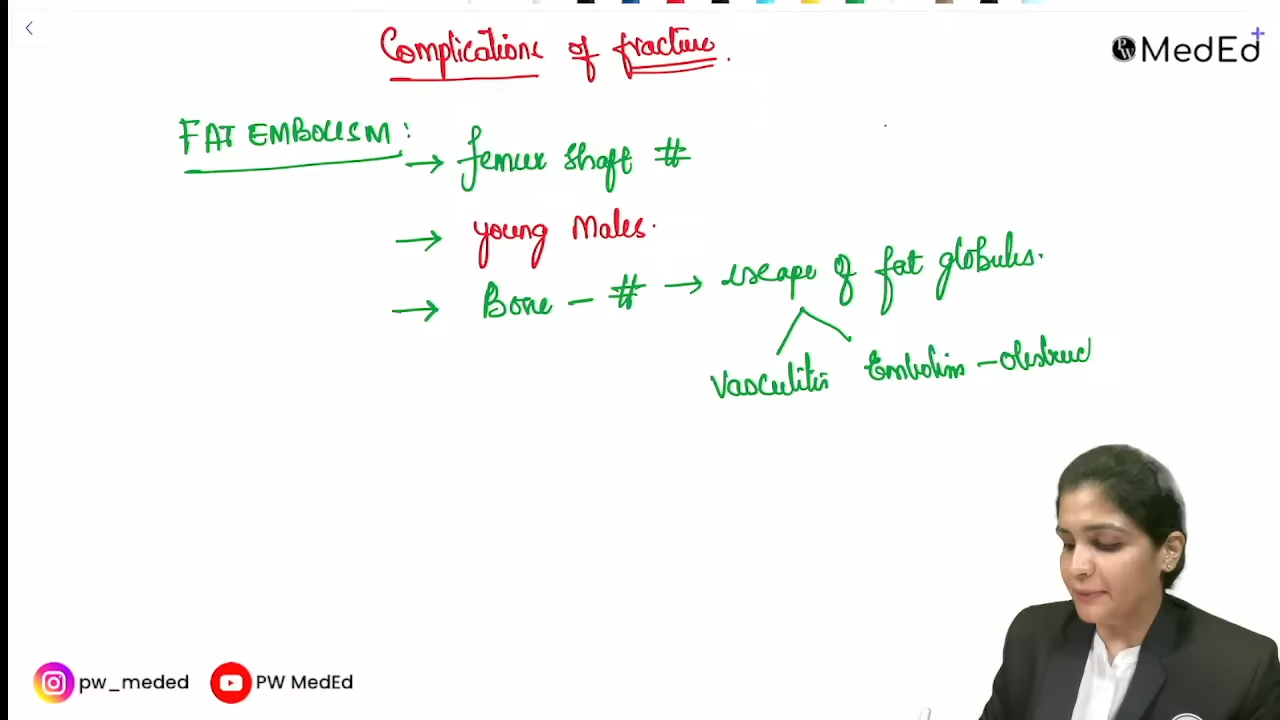 Complications of fracture.
MedEd
FAT EMBOLISM :
→ femur shaft #
→ young Males.
→ Bone - # → escape of fat globules.
Vasculitis Embolism - obstruc
pw_meded PW MedEd